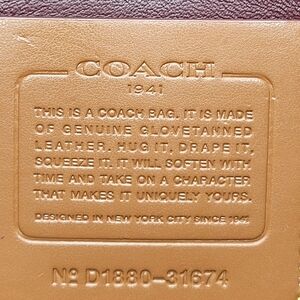 COACH
1941
THIS IS A COACH BAG. IT IS MADE
OF GENUINE GLOVETANNED
LEATHER. HUG IT, DRAPE IT,
SQUEEZE IT. IT WILL SOFTEN WITH
TIME AND TAKE ON A CHARACTER
THAT MAKES IT UNIQUELY YOURS.
DESIGNED IN NEW YORK CITY SINCE 1941
Nº D1880-31674